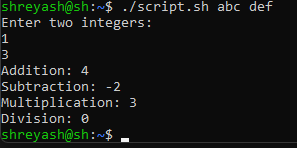 shreyash@sh:~$ ./script.sh abc def
Enter two integers:
1
3
Addition: 4
Subtraction: -2
Multiplication: 3
Division: 0
shreyash@sh:~$